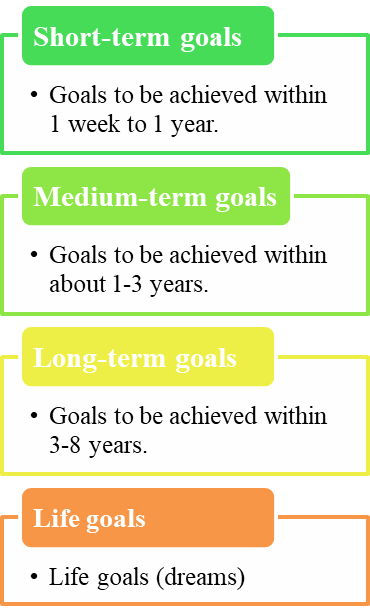 Short-term goals
• Goals to be achieved within
1 week to 1 year.
Medium-term goals
• Goals to be achieved within
about 1-3 years.
Long-term goals
• Goals to be achieved within
3-8 years.
Life goals
• Life goals (dreams)